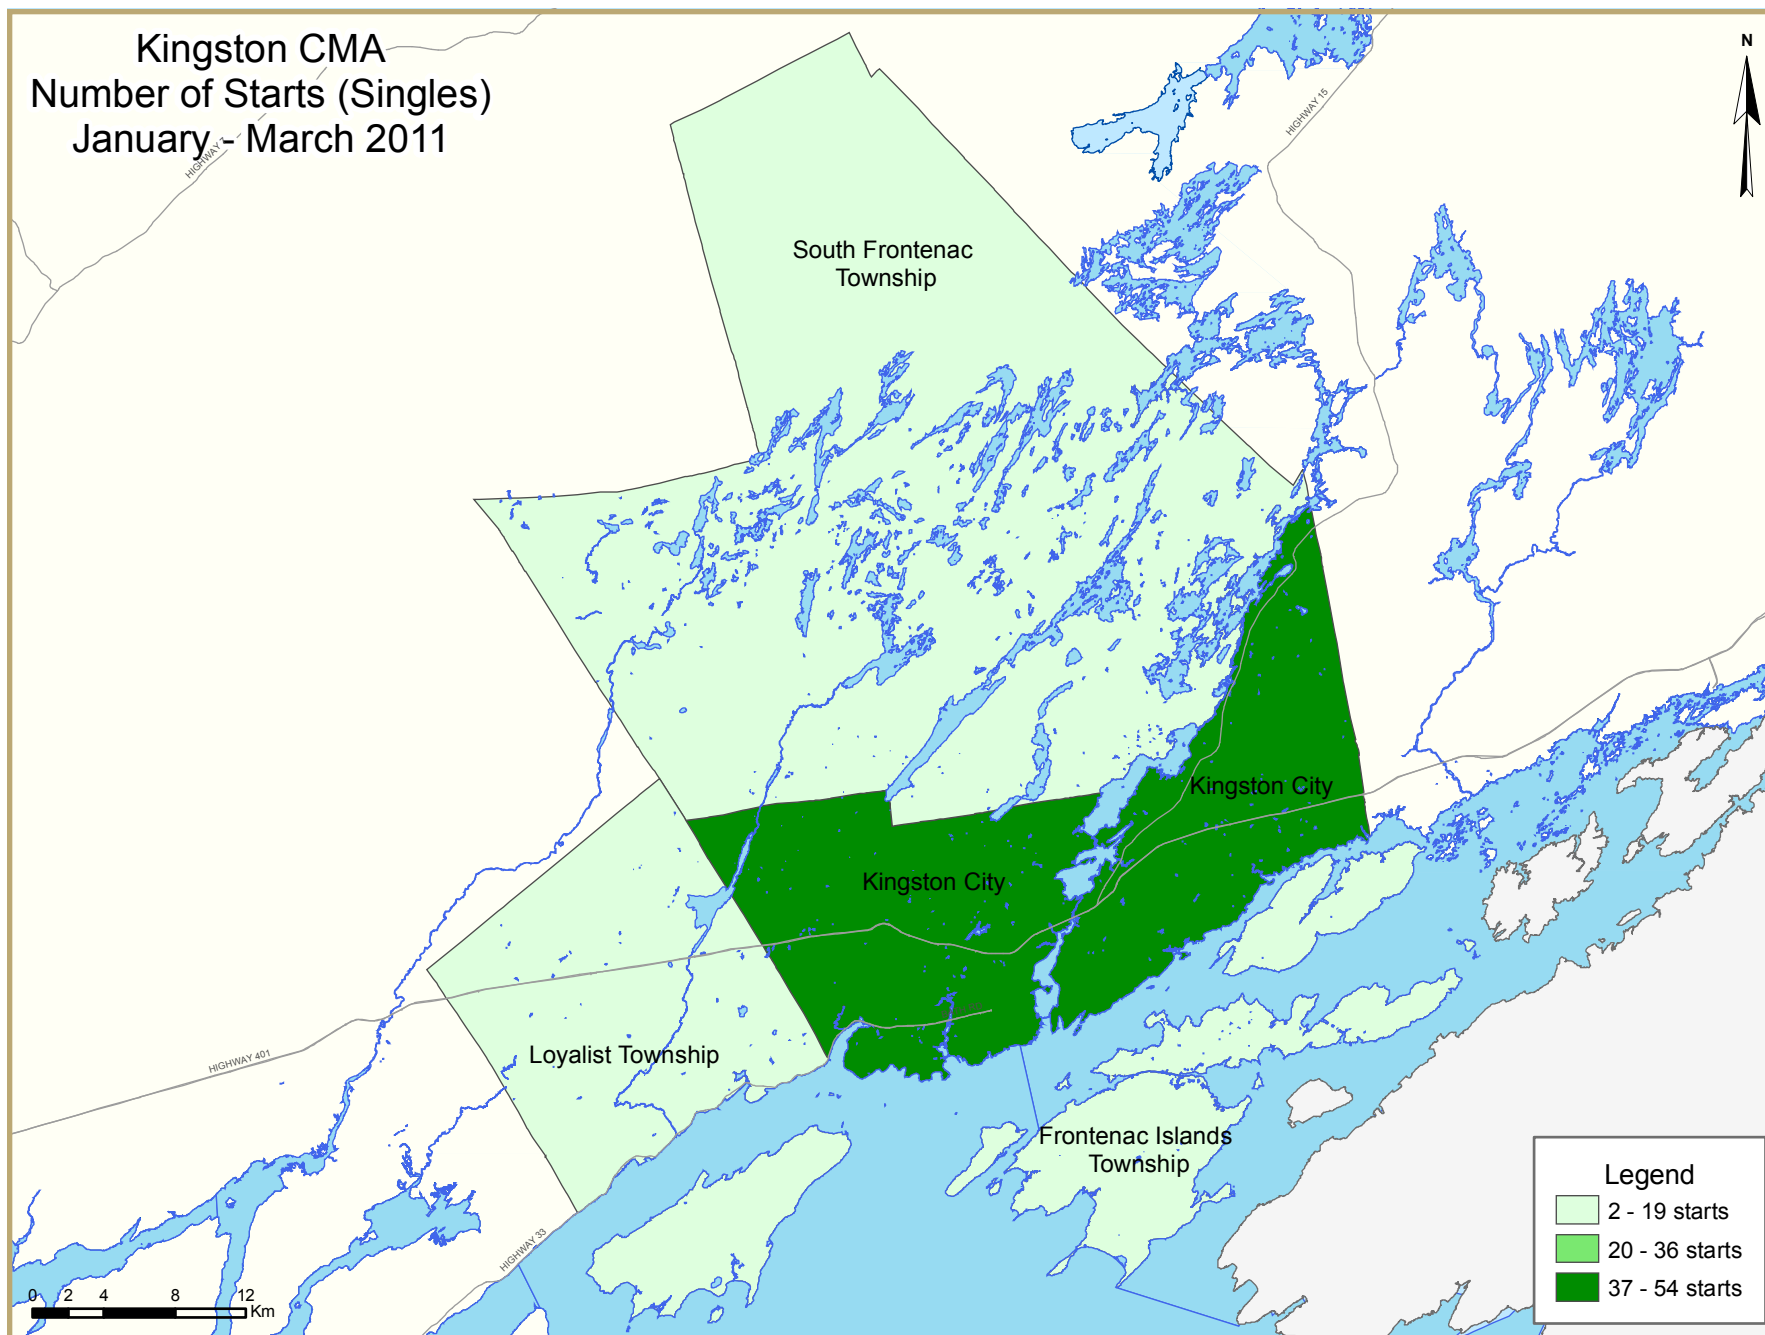 Kingston CMA
Number of Starts (Singles)
January - March 2011
HIGHWAY 7
HIGHWAY 15
N
South Frontenac
Township
Kingston City
Kingston City
HIGHWAY 401
Loyalist Township
Frontenac Islands
Township
HIGHWAY 33
Legend
2 - 19 starts
20 - 36 starts
37 - 54 starts
0 2 4 8 12
Km